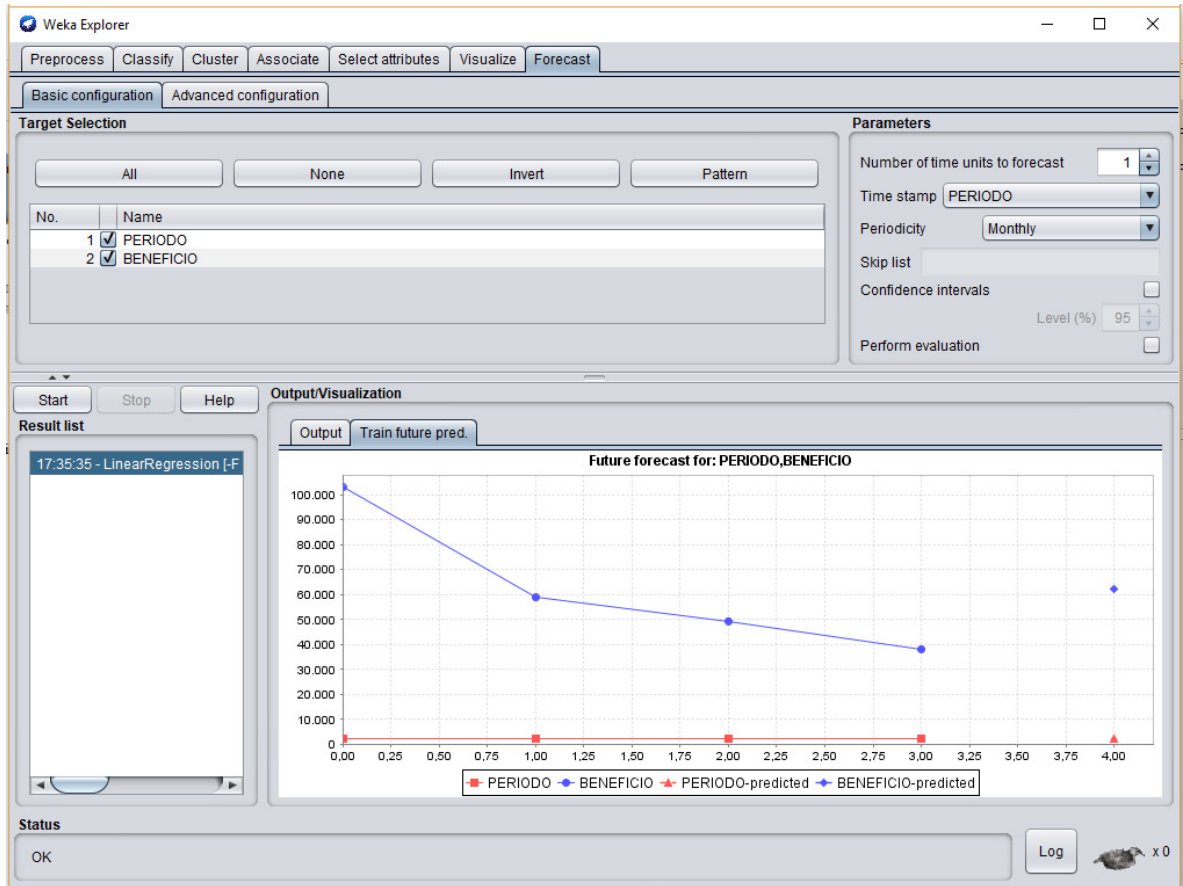 Weka Explorer
Preprocess Classify Cluster Associate Select attributes Visualize Forecast
Basic configuration Advanced configuration
Target Selection
All None Invert Pattern
No. Name
1 PERIODO
2 BENEFICIO
Parameters
Number of time units to forecast 1
Time stamp PERIODO
Periodicity Monthly
Skip list
Confidence intervals
Level (%) 95
Perform evaluation
Start Stop Help
Result list
17:35:35 - LinearRegression [-F
Output/Visualization
Output Train future pred.
Future forecast for: PERIODO,BENEFICIO
100.000
90.000
80.000
70.000
60.000
50.000
40.000
30.000
20.000
10.000
0
0,00 0,25 0,50 0,75 1,00 1,25 1,50 1,75 2,00 2,25 2,50 2,75 3,00 3,25 3,50 3,75 4,00
PERIODO BENEFICIO PERIODO-predicted BENEFICIO-predicted
Status
OK
Log
x 0